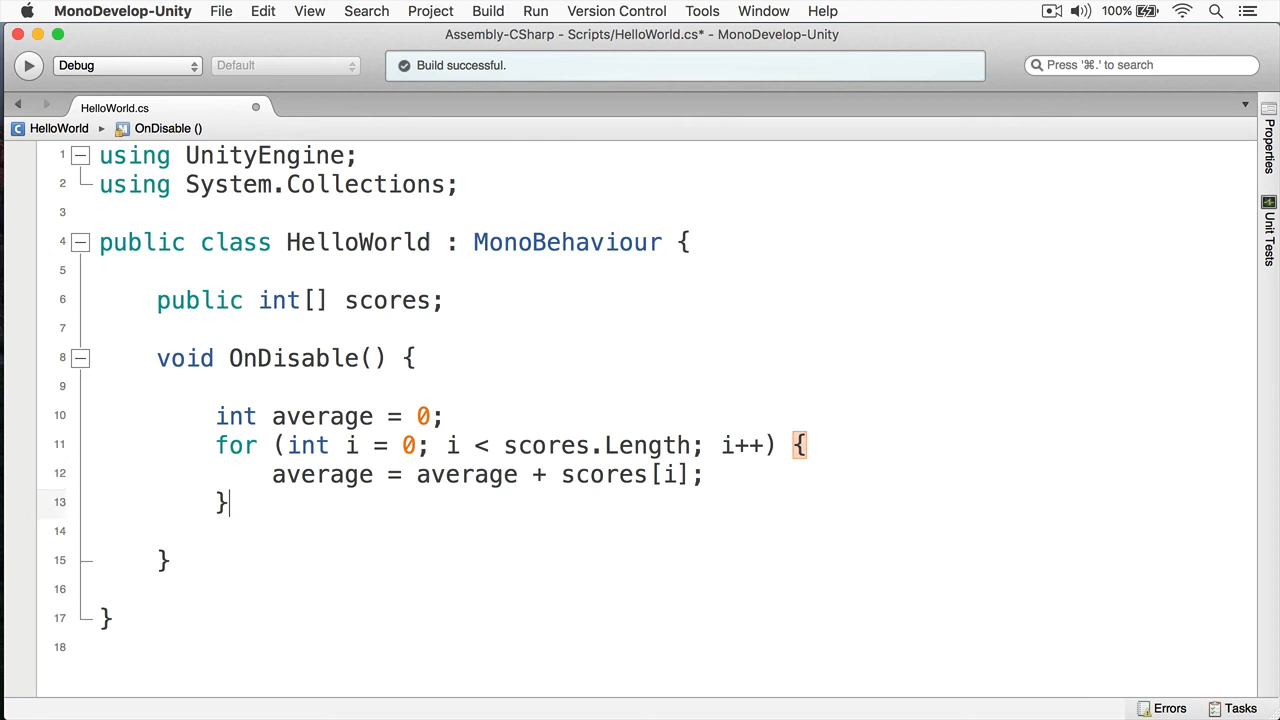 MonoDevelop-Unity File Edit View Search Project Build Run Version Control Tools Window Help 100%
Assembly-CSharp - Scripts/HelloWorld.cs* - MonoDevelop-Unity
Debug Default Build successful. Press '⌘.' to search
HelloWorld.cs
C HelloWorld ▸ OnDisable ()
1 using UnityEngine;
2 using System.Collections;
3
4 public class HelloWorld : MonoBehaviour {
5
6 public int[] scores;
7
8 void OnDisable() {
9
10 int average = 0;
11 for (int i = 0; i < scores.Length; i++) {
12 average = average + scores[i];
13 }
14
15 }
16
17 }
18
Properties
Unit Tests
Errors Tasks